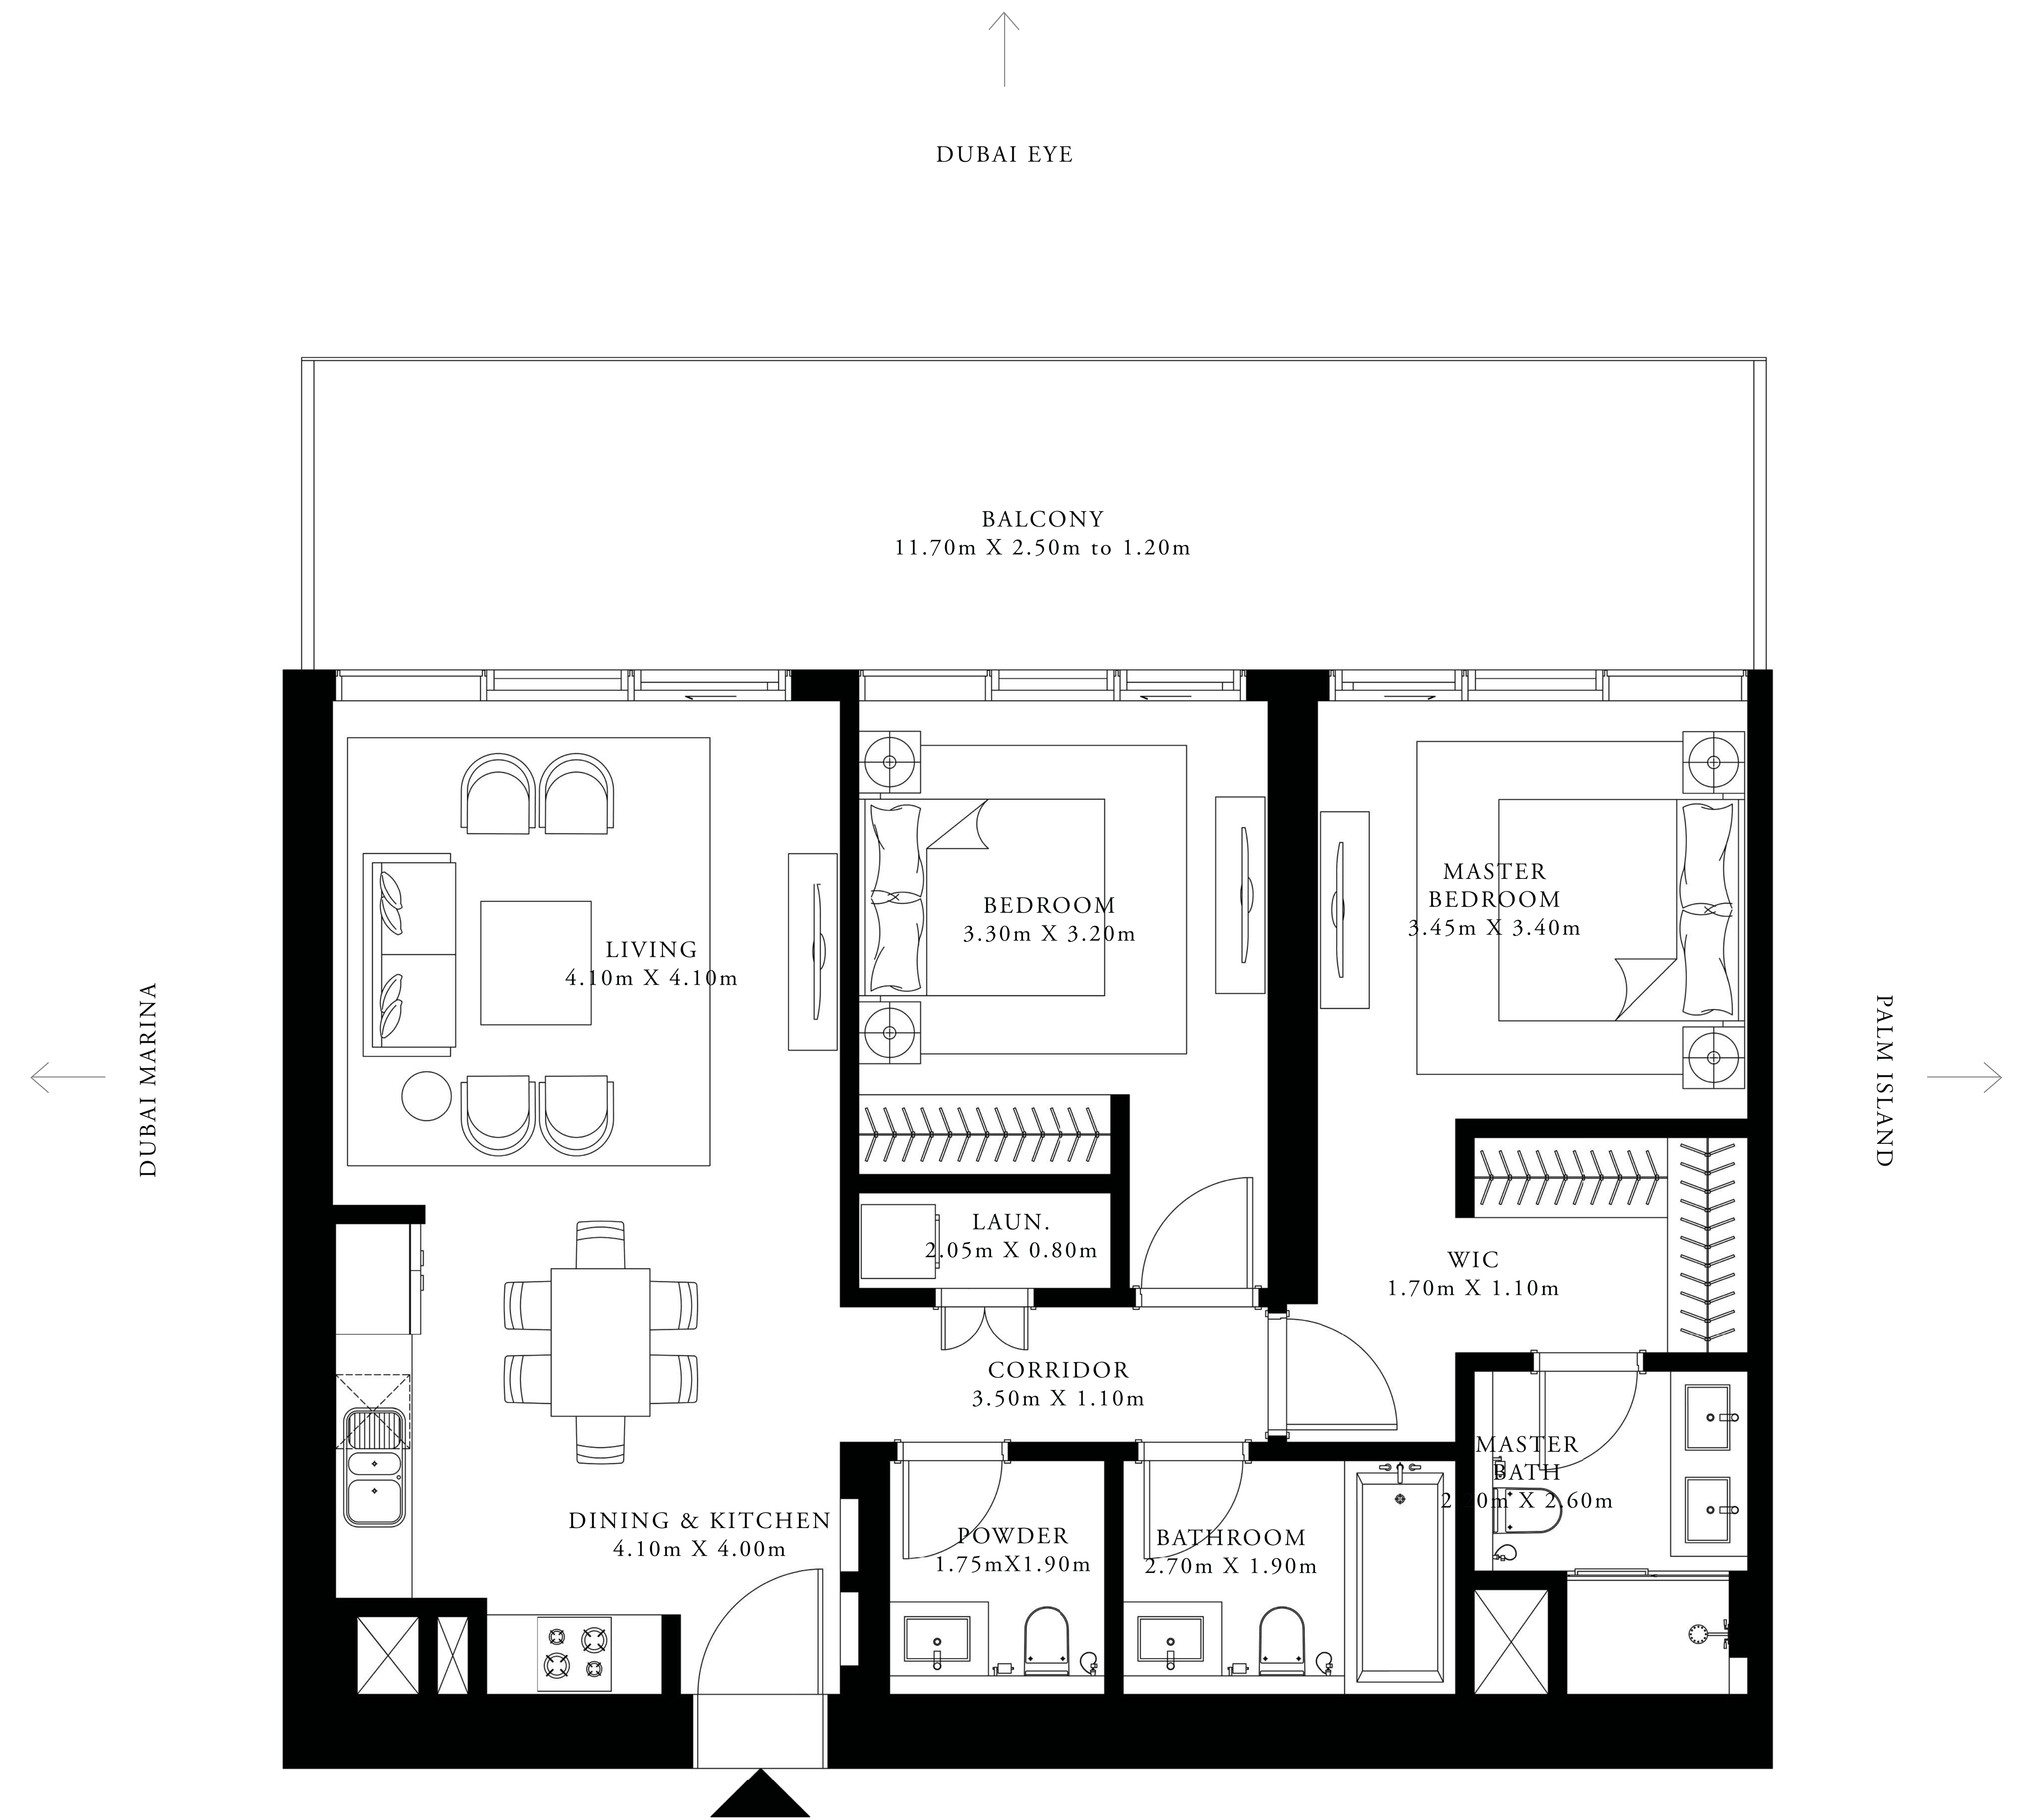 DUBAI EYE
BALCONY
11.70m X 2.50m to 1.20m
DUBAI MARINA
PALM ISLAND
LIVING
4.10m X 4.10m
BEDROOM
3.30m X 3.20m
MASTER
BEDROOM
3.45m X 3.40m
LAUN.
2.05m X 0.80m
WIC
1.70m X 1.10m
CORRIDOR
3.50m X 1.10m
DINING & KITCHEN
4.10m X 4.00m
POWDER
1.75mX1.90m
BATHROOM
2.70m X 1.90m
MASTER
BATH
X 2.60m